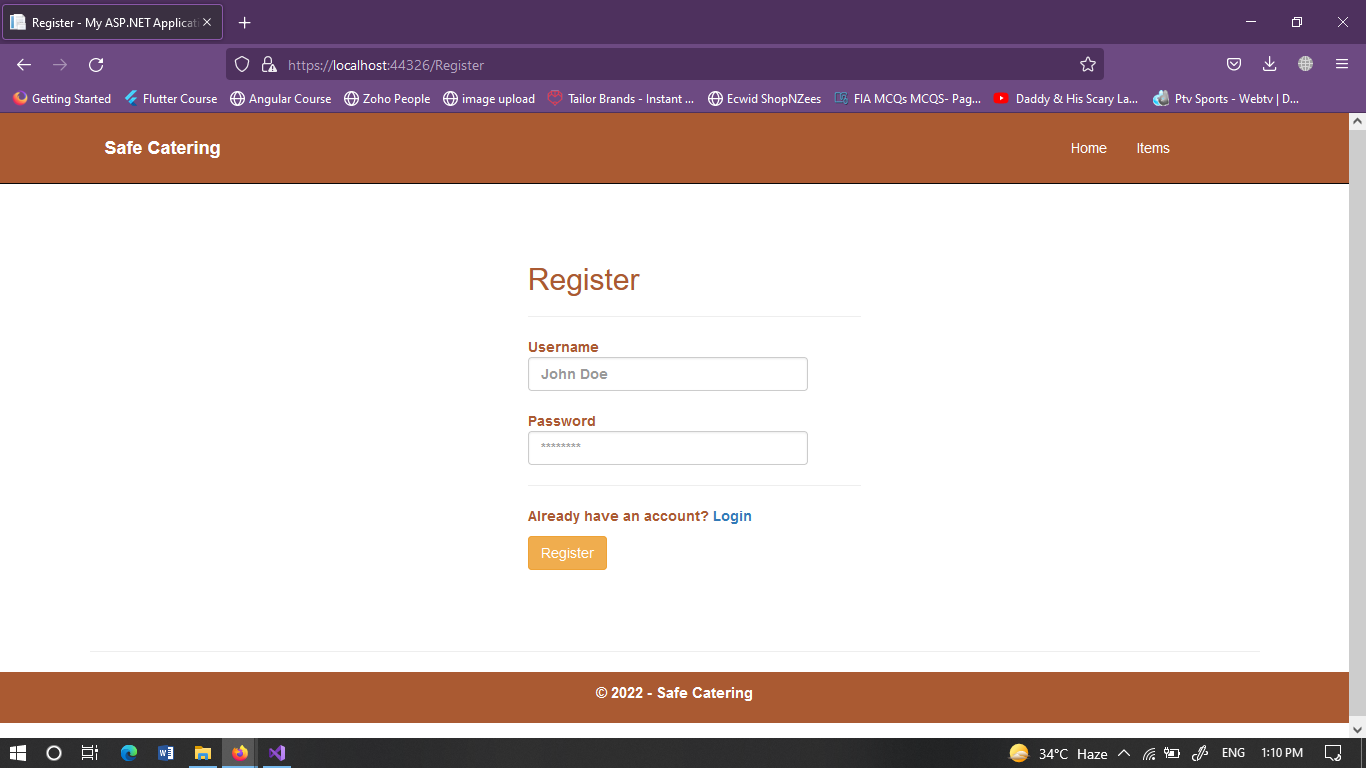 Register - My ASP.NET Applicati
https://localhost:44326/Register
Getting Started Flutter Course Angular Course Zoho People image upload Tailor Brands - Instant ... Ecwid ShopNZees FIA MCQs MCQS- Pag... Daddy & His Scary La... Ptv Sports - Webtv | D...
Safe Catering Home Items
Register
Username
John Doe
Password
********
Already have an account? Login
Register
© 2022 - Safe Catering
34°C Haze ENG 1:10 PM